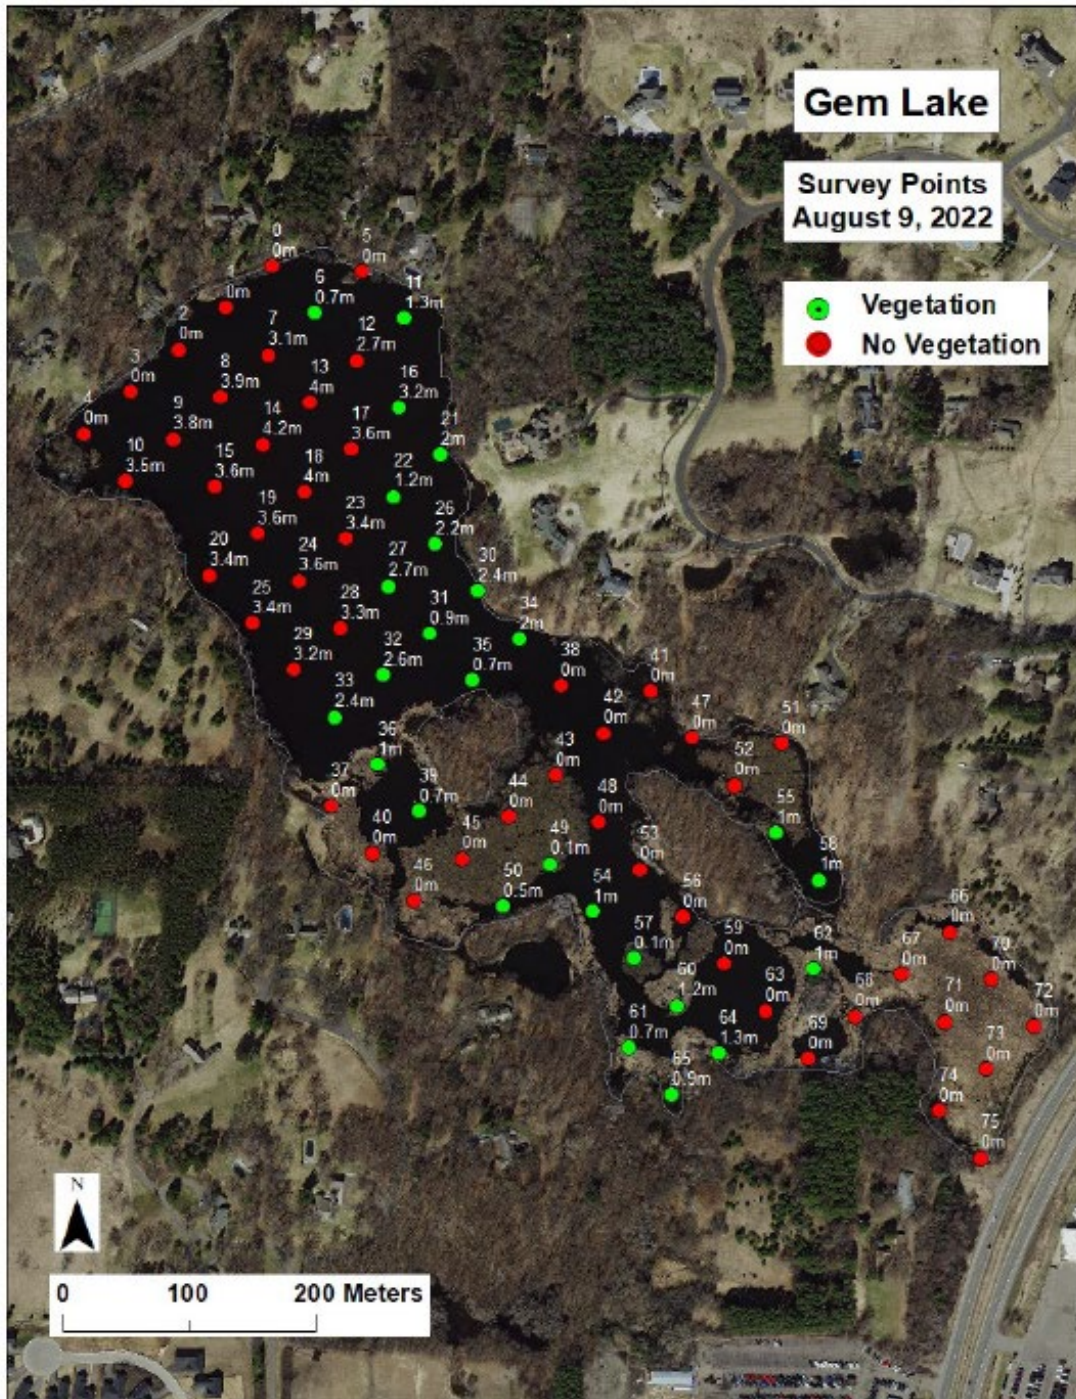 Gem Lake
Survey Points
August 9, 2022
Vegetation
No Vegetation
0
0m
5
0m
1
0m
6
0.7m
11
1.3m
2
0m
7
3.1m
12
2.7m
3
0m
8
3.9m
13
4m
16
3.2m
4
0m
9
3.8m
14
4.2m
17
3.6m
21
2m
10
3.5m
15
3.6m
18
4m
22
1.2m
19
3.6m
23
3.4m
26
2.2m
20
3.4m
24
3.6m
27
2.7m
30
2.4m
25
3.4m
28
3.3m
31
0.9m
34
2m
29
3.2m
32
2.6m
35
0.7m
38
0m
41
0m
33
2.4m
36
1m
42
0m
47
0m
51
0m
37
0m
39
0.7m
43
0m
52
0m
40
0m
44
0m
48
0m
55
1m
45
0m
49
0.1m
53
0m
58
1m
46
0m
50
0.5m
54
1m
56
0m
57
0.1m
59
0m
62
1m
66
0m
60
1.2m
63
0m
67
0m
70
0m
61
0.7m
64
1.3m
68
0m
71
0m
72
0m
65
0.9m
69
0m
73
0m
74
0m
75
0m
N
0 100 200 Meters